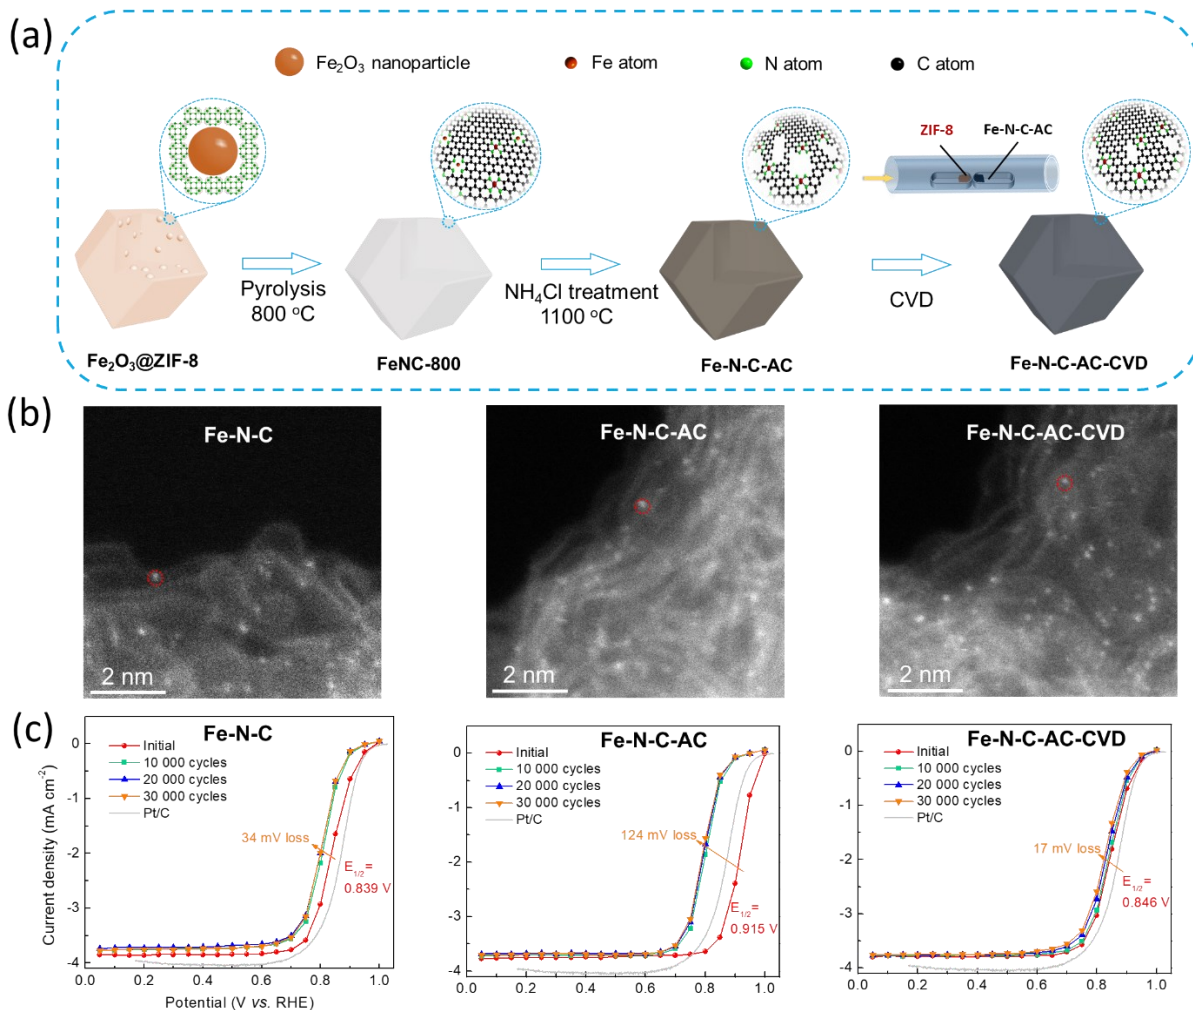 (a)
Fe₂O₃ nanoparticle
Fe atom
N atom
C atom
ZIF-8
Fe-N-C-AC
Pyrolysis
800 °C
NH₄Cl treatment
1100 °C
CVD
Fe₂O₃@ZIF-8
FeNC-800
Fe-N-C-AC
Fe-N-C-AC-CVD
(b)
Fe-N-C
2 nm
Fe-N-C-AC
2 nm
Fe-N-C-AC-CVD
2 nm
(c)
Fe-N-C
Initial
10 000 cycles
20 000 cycles
30 000 cycles
Pt/C
34 mV loss
E₁/₂=
0.839 V
0
-1
-2
-3
-4
0.0 0.2 0.4 0.6 0.8 1.0
Current density (mA cm⁻²)
Potential (V vs. RHE)
Fe-N-C-AC
Initial
10 000 cycles
20 000 cycles
30 000 cycles
Pt/C
124 mV loss
E₁/₂=
0.915 V
0
-1
-2
-3
-4
0.0 0.2 0.4 0.6 0.8 1.0
Fe-N-C-AC-CVD
Initial
10 000 cycles
20 000 cycles
30 000 cycles
Pt/C
17 mV loss
E₁/₂=
0.846 V
0
-1
-2
-3
-4
0.0 0.2 0.4 0.6 0.8 1.0